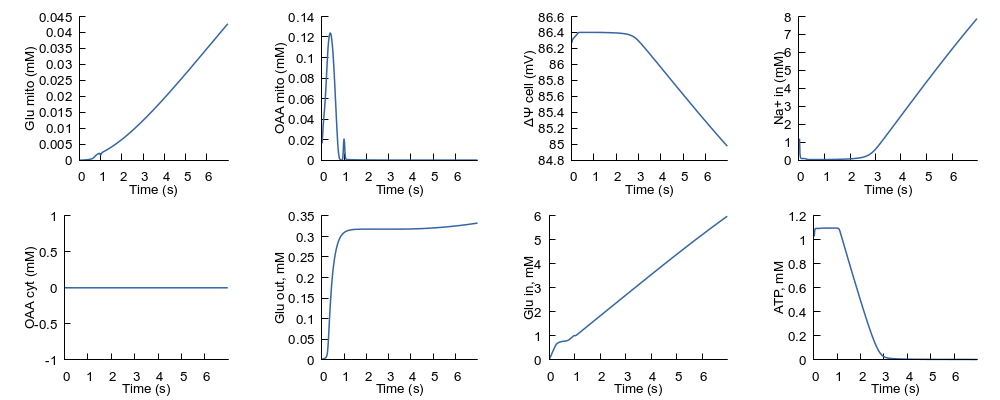 Glu mito (mM)
0.045
0.04
0.035
0.03
0.025
0.02
0.015
0.01
0.005
0
0 1 2 3 4 5 6
Time (s)
OAA mito (mM)
0.14
0.12
0.1
0.08
0.06
0.04
0.02
0
0 1 2 3 4 5 6
Time (s)
ΔΨ cell (mV)
86.6
86.4
86.2
86
85.8
85.6
85.4
85.2
85
84.8
0 1 2 3 4 5 6
Time (s)
Na+ in (mM)
8
7
6
5
4
3
2
1
0
0 1 2 3 4 5 6
Time (s)
OAA cyt (mM)
1
0.5
0
-0.5
-1
0 1 2 3 4 5 6
Time (s)
Glu out, mM
0.35
0.3
0.25
0.2
0.15
0.1
0.05
0
0 1 2 3 4 5 6
Time (s)
Glu in, mM
6
5
4
3
2
1
0
0 1 2 3 4 5 6
Time (s)
ATP, mM
1.2
1
0.8
0.6
0.4
0.2
0
0 1 2 3 4 5 6
Time (s)